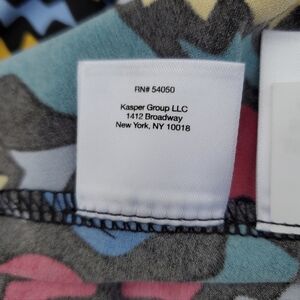 RN# 54050
Kasper Group LLC
1412 Broadway
New York, NY 10018